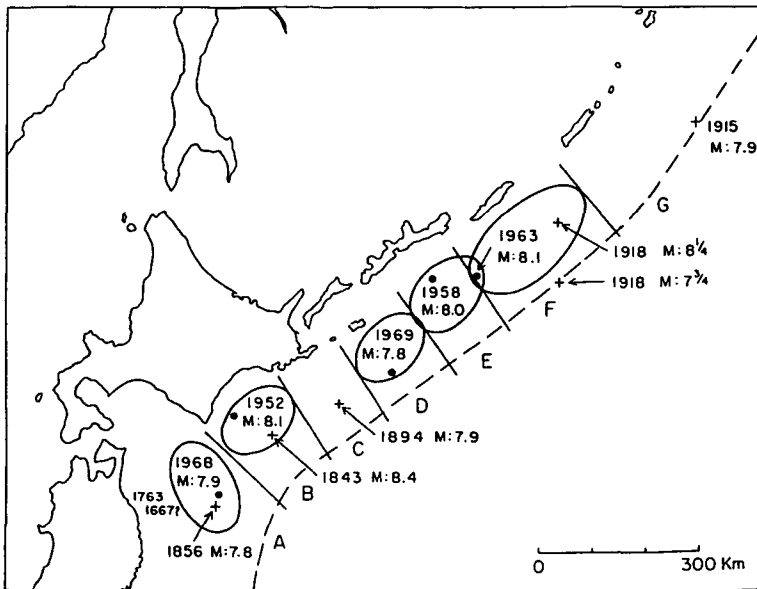 1915
M:7.9
G
1963
M:8.1
1918 M:8¼
1918 M:7¾
F
1958
M:8.0
E
1969
M:7.8
D
1952
M:8.1
1894 M:7.9
C
1843 M:8.4
B
1968
M:7.9
1763
1667?
1856 M:7.8
A
0 300 Km